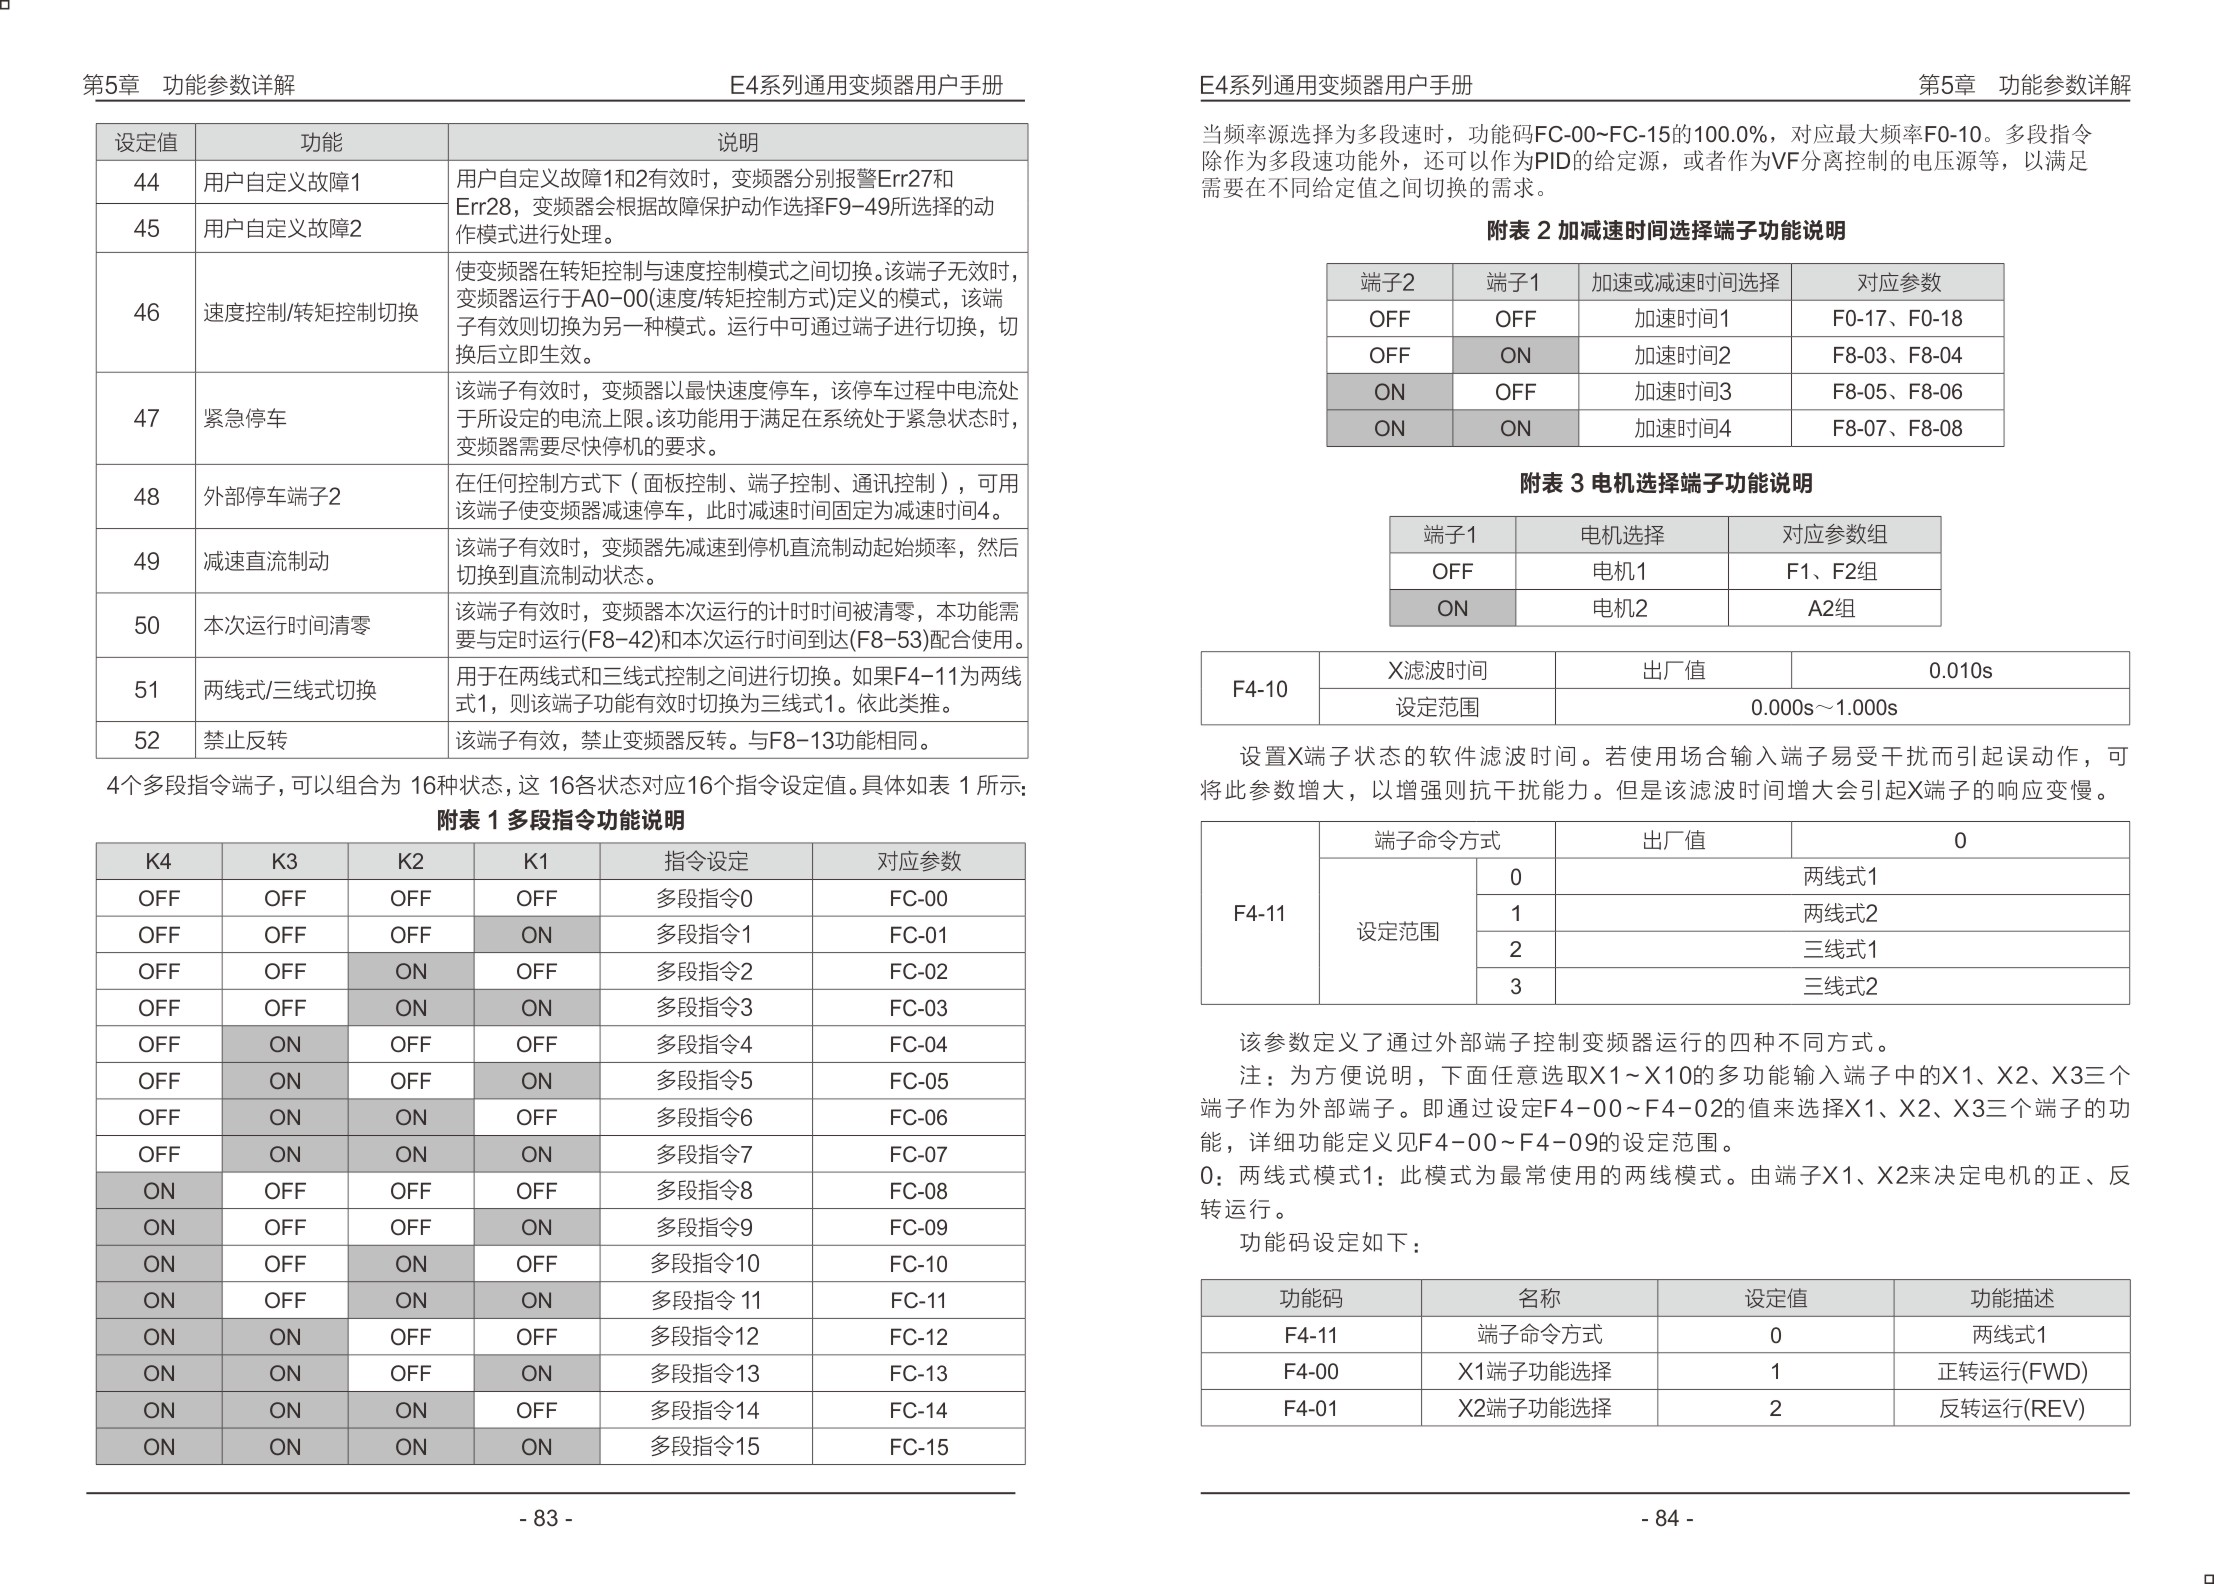 第5章　功能参数详解
E4系列通用变频器用户手册
设定值 功能 说明
44 用户自定义故障1
45 用户自定义故障2
用户自定义故障1和2有效时，变频器分别报警Err27和
Err28，变频器会根据故障保护动作选择F9-49所选择的动
作模式进行处理。
46 速度控制/转矩控制切换
使变频器在转矩控制与速度控制模式之间切换。该端子无效时，
变频器运行于A0-00(速度/转矩控制方式)定义的模式，该端
子有效则切换为另一种模式。运行中可通过端子进行切换，切
换后立即生效。
47 紧急停车
该端子有效时，变频器以最快速度停车，该停车过程中电流处
于所设定的电流上限。该功能用于满足在系统处于紧急状态时，
变频器需要尽快停机的要求。
48 外部停车端子2
在任何控制方式下（面板控制、端子控制、通讯控制），可用
该端子使变频器减速停车，此时减速时间固定为减速时间4。
49 减速直流制动
该端子有效时，变频器先减速到停机直流制动起始频率，然后
切换到直流制动状态。
50 本次运行时间清零
该端子有效时，变频器本次运行的计时时间被清零，本功能需
要与定时运行(F8-42)和本次运行时间到达(F8-53)配合使用。
51 两线式/三线式切换
用于在两线式和三线式控制之间进行切换。如果F4-11为两线
式1，则该端子功能有效时切换为三线式1。依此类推。
52 禁止反转 该端子有效，禁止变频器反转。与F8-13功能相同。
4个多段指令端子，可以组合为 16种状态，这 16各状态对应16个指令设定值。具体如表 1 所示：
附表 1 多段指令功能说明
K4 K3 K2 K1 指令设定 对应参数
OFF OFF OFF OFF 多段指令0 FC-00
OFF OFF OFF ON 多段指令1 FC-01
OFF OFF ON OFF 多段指令2 FC-02
OFF OFF ON ON 多段指令3 FC-03
OFF ON OFF OFF 多段指令4 FC-04
OFF ON OFF ON 多段指令5 FC-05
OFF ON ON OFF 多段指令6 FC-06
OFF ON ON ON 多段指令7 FC-07
ON OFF OFF OFF 多段指令8 FC-08
ON OFF OFF ON 多段指令9 FC-09
ON OFF ON OFF 多段指令10 FC-10
ON OFF ON ON 多段指令 11 FC-11
ON ON OFF OFF 多段指令12 FC-12
ON ON OFF ON 多段指令13 FC-13
ON ON ON OFF 多段指令14 FC-14
ON ON ON ON 多段指令15 FC-15
- 83 -
E4系列通用变频器用户手册
第5章　功能参数详解
当频率源选择为多段速时，功能码FC-00~FC-15的100.0%，对应最大频率F0-10。多段指令
除作为多段速功能外，还可以作为PID的给定源，或者作为VF分离控制的电压源等，以满足
需要在不同给定值之间切换的需求。
附表 2 加减速时间选择端子功能说明
端子2 端子1 加速或减速时间选择 对应参数
OFF OFF 加速时间1 F0-17、F0-18
OFF ON 加速时间2 F8-03、F8-04
ON OFF 加速时间3 F8-05、F8-06
ON ON 加速时间4 F8-07、F8-08
附表 3 电机选择端子功能说明
端子1 电机选择 对应参数组
OFF 电机1 F1、F2组
ON 电机2 A2组
F4-10 X滤波时间 出厂值 0.010s
设定范围 0.000s～1.000s
设置X端子状态的软件滤波时间。若使用场合输入端子易受干扰而引起误动作，可
将此参数增大，以增强则抗干扰能力。但是该滤波时间增大会引起X端子的响应变慢。
F4-11 端子命令方式 出厂值 0
设定范围 0 两线式1
1 两线式2
2 三线式1
3 三线式2
该参数定义了通过外部端子控制变频器运行的四种不同方式。
注：为方便说明，下面任意选取X1~X10的多功能输入端子中的X1、X2、X3三个
端子作为外部端子。即通过设定F4-00~F4-02的值来选择X1、X2、X3三个端子的功
能，详细功能定义见F4-00~F4-09的设定范围。
0：两线式模式1：此模式为最常使用的两线模式。由端子X1、X2来决定电机的正、反
转运行。
功能码设定如下：
功能码 名称 设定值 功能描述
F4-11 端子命令方式 0 两线式1
F4-00 X1端子功能选择 1 正转运行(FWD)
F4-01 X2端子功能选择 2 反转运行(REV)
- 84 -